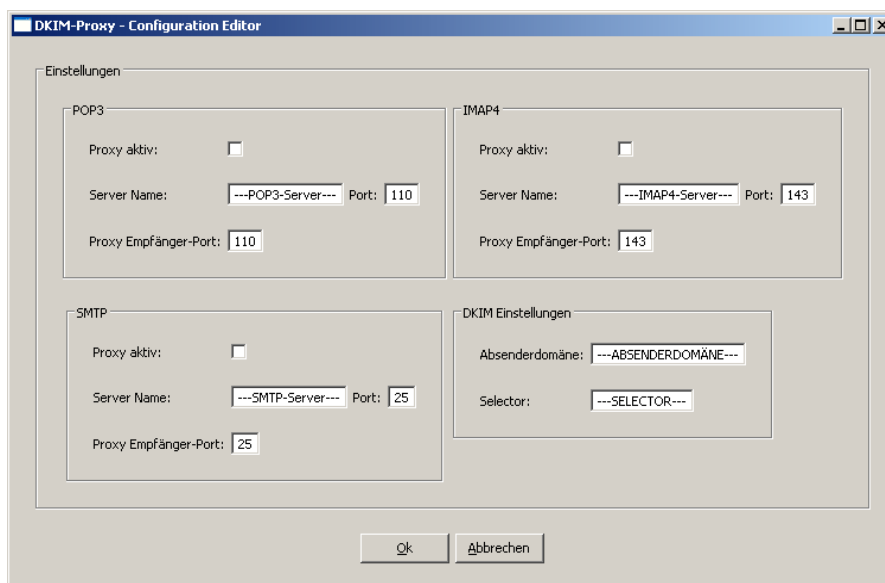 DKIM-Proxy - Configuration Editor
Einstellungen
POP3
Proxy aktiv:
Server Name: ---POP3-Server--- Port: 110
Proxy Empfänger-Port: 110
IMAP4
Proxy aktiv:
Server Name: ---IMAP4-Server--- Port: 143
Proxy Empfänger-Port: 143
SMTP
Proxy aktiv:
Server Name: ---SMTP-Server--- Port: 25
Proxy Empfänger-Port: 25
DKIM Einstellungen
Absenderdomäne: ---ABSENDERDOMÄNE---
Selector: ---SELECTOR---
Ok Abbrechen